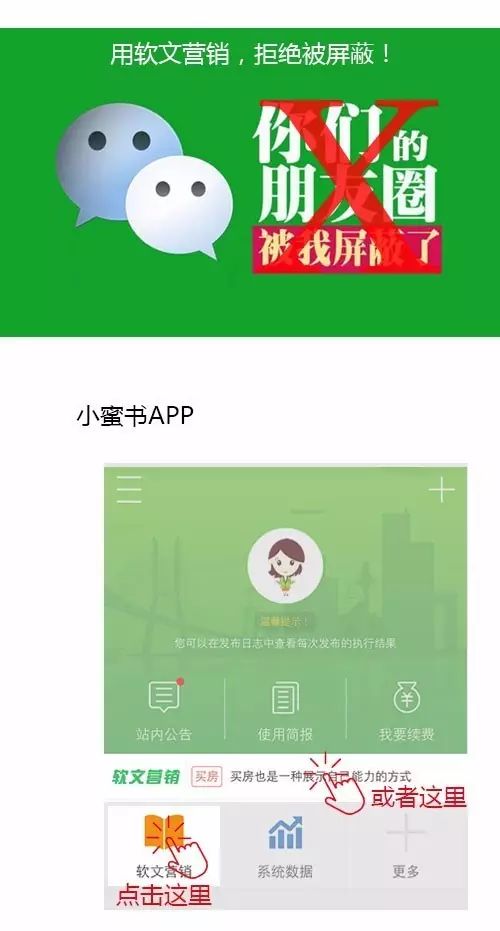 用软文营销，拒绝被屏蔽！
你们的
朋友圈
被我屏蔽了
小蜜书APP
温馨提示！
您可以在发布日志中查看每次发布的执行结果
站内公告
使用简报
我要续费
软文营销 买房 买房也是一种展示自己能力的方式
或者这里
软文营销
系统数据
更多
点击这里